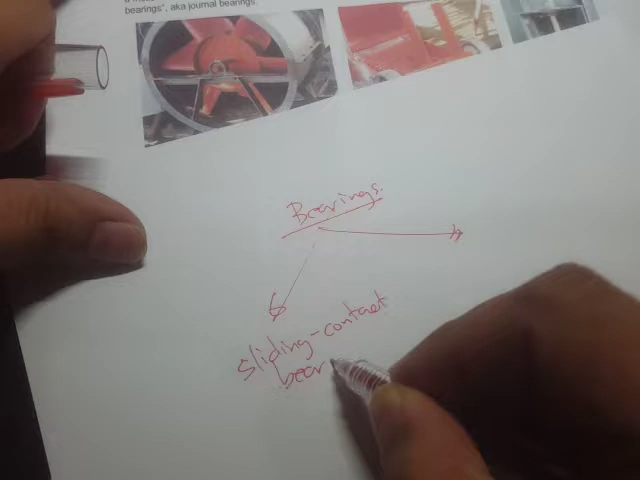 bearings", aka journal bearings.
Bearings.
sliding-contact
bear